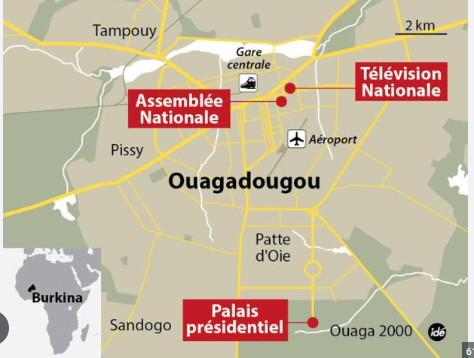 2 km
Tampouy
Gare
centrale
Télévision
Nationale
Assemblée
Nationale
Aéroport
Pissy
Ouagadougou
Patte
d'Oie
Burkina
Palais
présidentiel
Sandogo
Ouaga 2000
idé